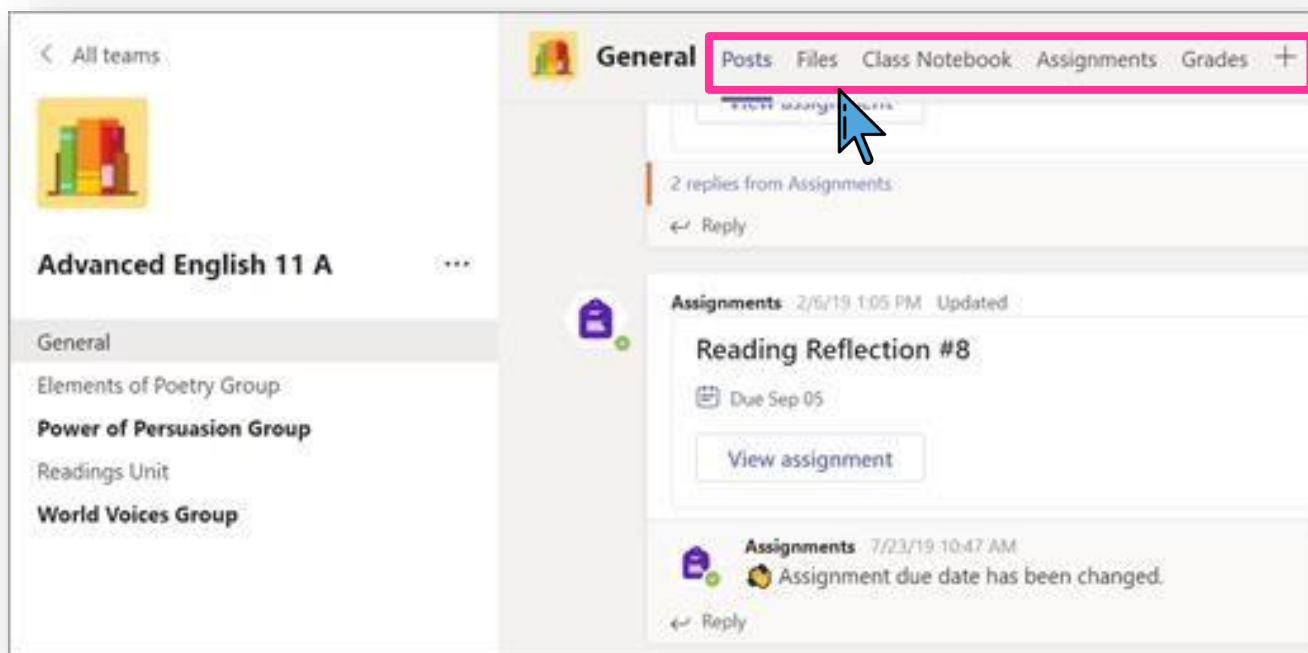 < All teams
Advanced English 11 A ...
General
Elements of Poetry Group
Power of Persuasion Group
Readings Unit
World Voices Group
General Posts Files Class Notebook Assignments Grades +
View assignment
2 replies from Assignments
Reply
Assignments 2/6/19 1:05 PM Updated
Reading Reflection #8
Due Sep 05
View assignment
Assignments 7/23/19 10:47 AM
Assignment due date has been changed.
Reply